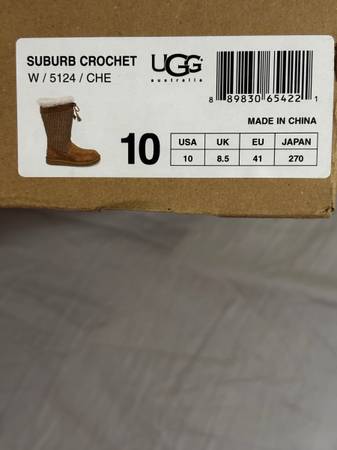 SUBURB CROCHET
W / 5124 / CHE
UGG
australia
8 89830 65422 1
MADE IN CHINA
10
USA UK EU JAPAN
10 8.5 41 270